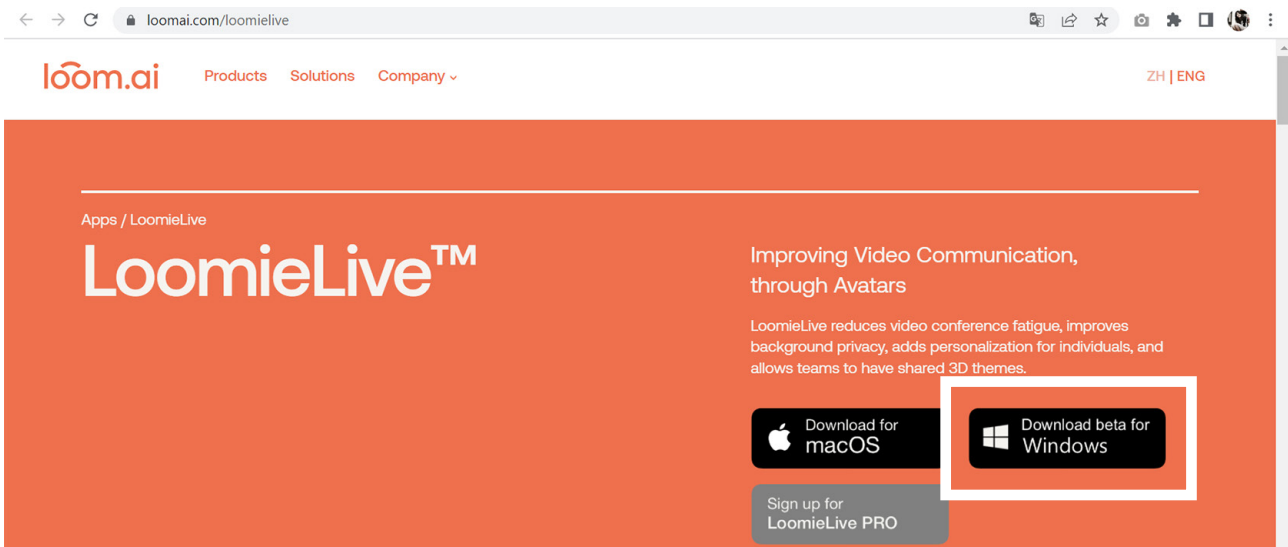 loomai.com/loomielive
lōom.ai
Products Solutions Company
ZH | ENG
Apps / LoomieLive
LoomieLive™
Improving Video Communication,
through Avatars
LoomieLive reduces video conference fatigue, improves
background privacy, adds personalization for individuals, and
allows teams to have shared 3D themes.
Download for
macOS
Download beta for
Windows
Sign up for
LoomieLive PRO